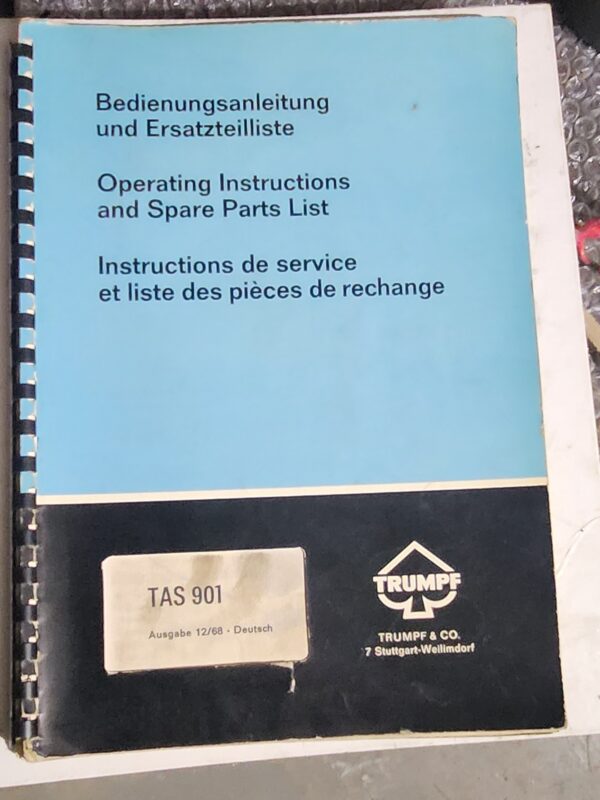 Bedienungsanleitung
und Ersatzteilliste
Operating Instructions
and Spare Parts List
Instructions de service
et liste des pièces de rechange
TAS 901
Ausgabe 12/68 · Deutsch
TRUMPF
TRUMPF & CO.
7 Stuttgart-Weilimdorf